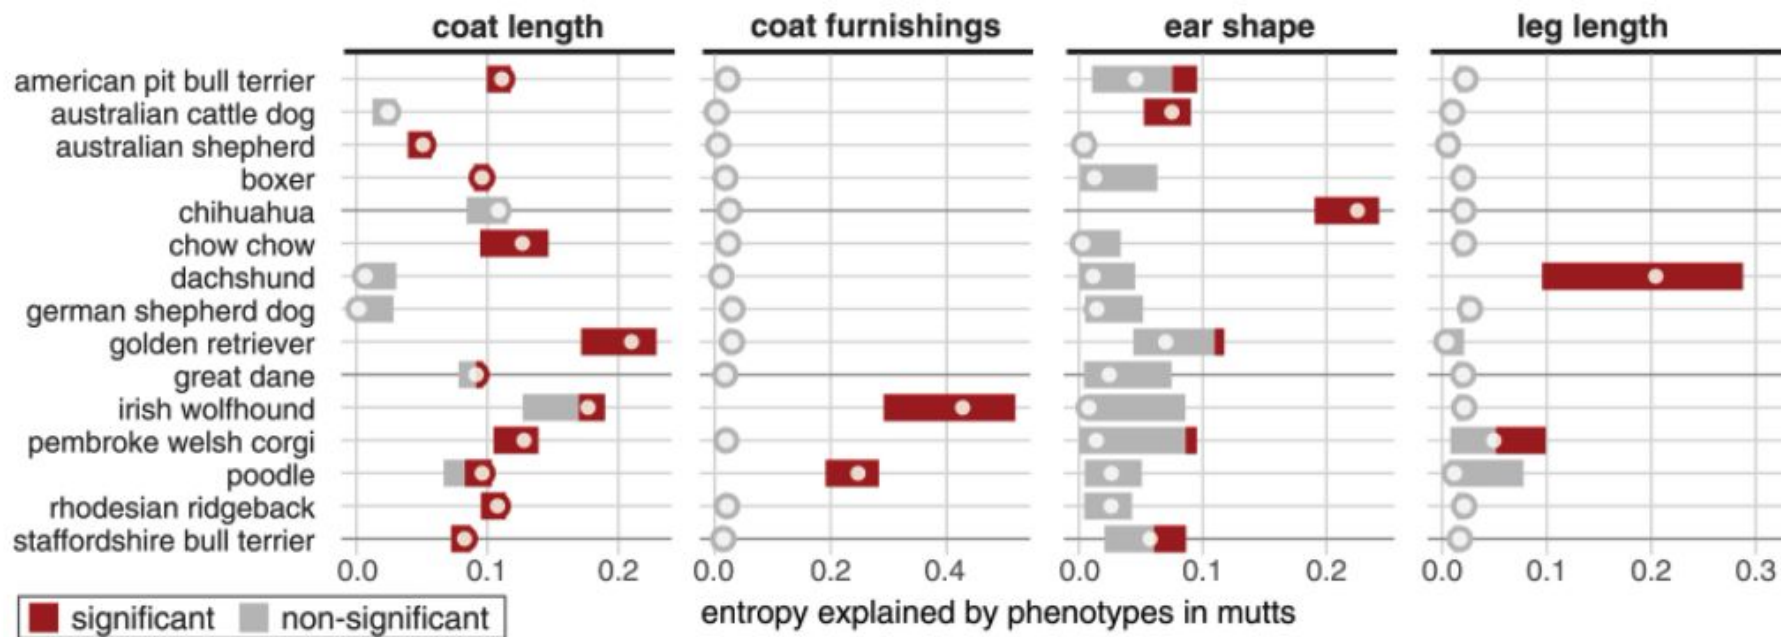 coat length coat furnishings ear shape leg length
american pit bull terrier
australian cattle dog
australian shepherd
boxer
chihuahua
chow chow
dachshund
german shepherd dog
golden retriever
great dane
irish wolfhound
pembroke welsh corgi
poodle
rhodesian ridgeback
staffordshire bull terrier
0.0 0.1 0.2 0.0 0.2 0.4 0.0 0.1 0.2 0.0 0.1 0.2 0.3
significant non-significant entropy explained by phenotypes in mutts